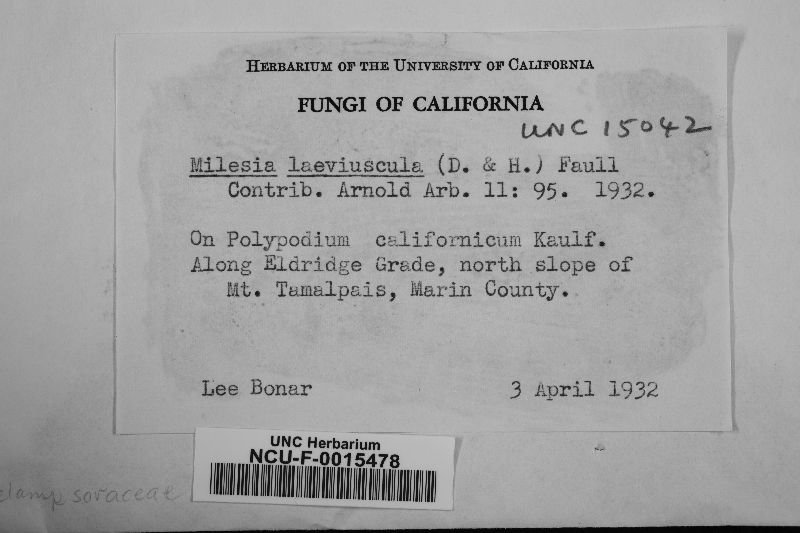 HERBARIUM OF THE UNIVERSITY OF CALIFORNIA
FUNGI OF CALIFORNIA
UNC 15042
Milesia laeviuscula (D. & H.) Faull
Contrib. Arnold Arb. 11: 95. 1932.
On Polypodium californicum Kaulf.
Along Eldridge Grade, north slope of
Mt. Tamalpais, Marin County.
Lee Bonar 3 April 1932
UNC Herbarium
NCU-F-0015478